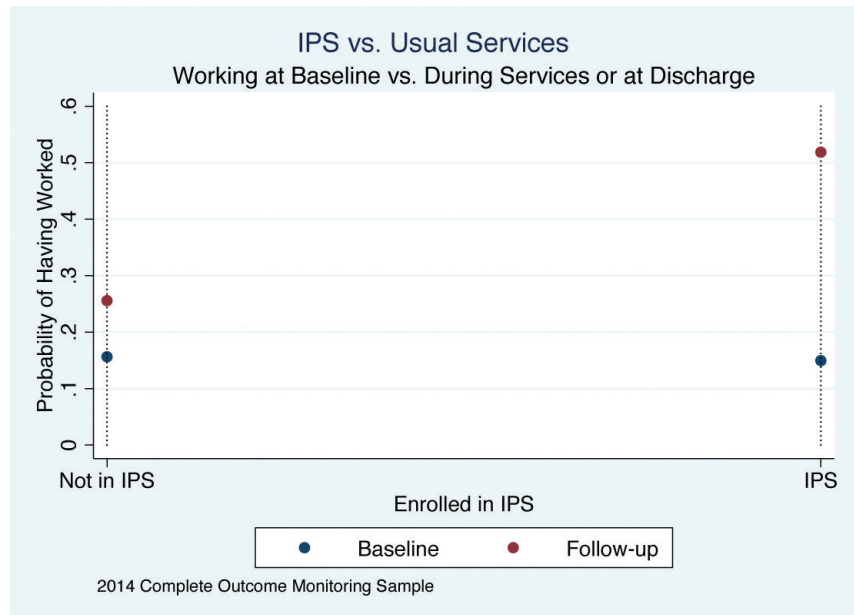 IPS vs. Usual Services
Working at Baseline vs. During Services or at Discharge
Probability of Having Worked
.6
.5
.4
.3
.2
.1
0
Not in IPS
IPS
Enrolled in IPS
Baseline
Follow-up
2014 Complete Outcome Monitoring Sample